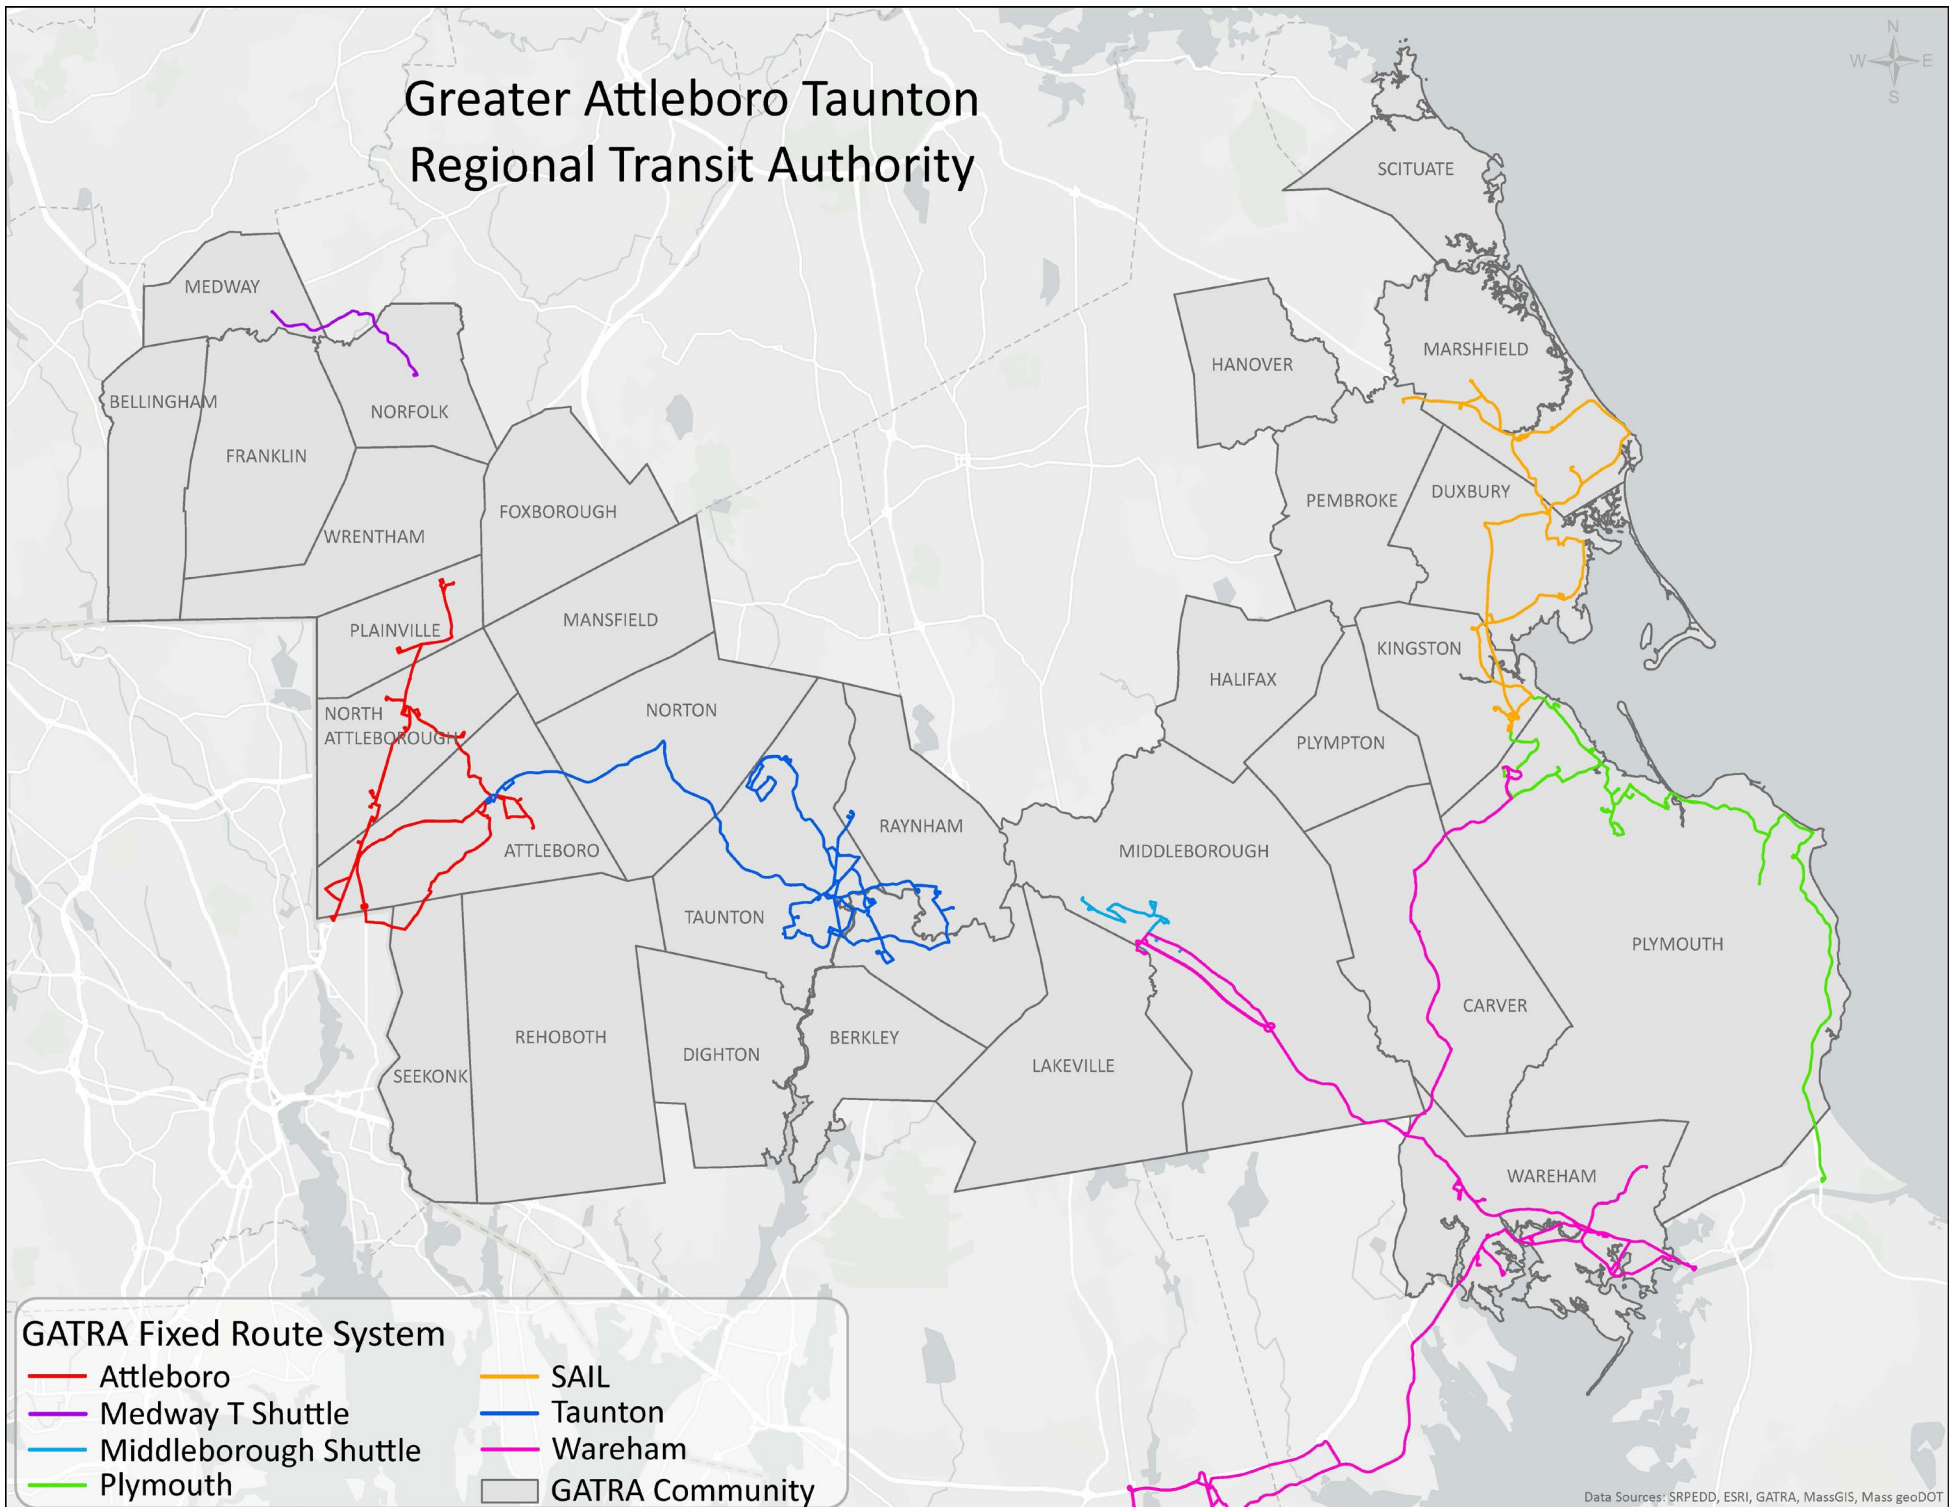 Greater Attleboro Taunton
Regional Transit Authority
N
W
E
S
SCITUATE
MEDWAY
HANOVER
MARSHFIELD
BELLINGHAM
NORFOLK
FRANKLIN
PEMBROKE
DUXBURY
FOXBOROUGH
WRENTHAM
MANSFIELD
PLAINVILLE
KINGSTON
HALIFAX
NORTH
ATTLEBOROUGH
NORTON
PLYMPTON
RAYNHAM
ATTLEBORO
MIDDLEBOROUGH
TAUNTON
PLYMOUTH
CARVER
REHOBOTH
BERKLEY
DIGHTON
LAKEVILLE
SEEKONK
WAREHAM
GATRA Fixed Route System
Attleboro
Medway T Shuttle
Middleborough Shuttle
Plymouth
SAIL
Taunton
Wareham
GATRA Community
Data Sources: SRPEDD, ESRI, GATRA, MassGIS, Mass geoDOT